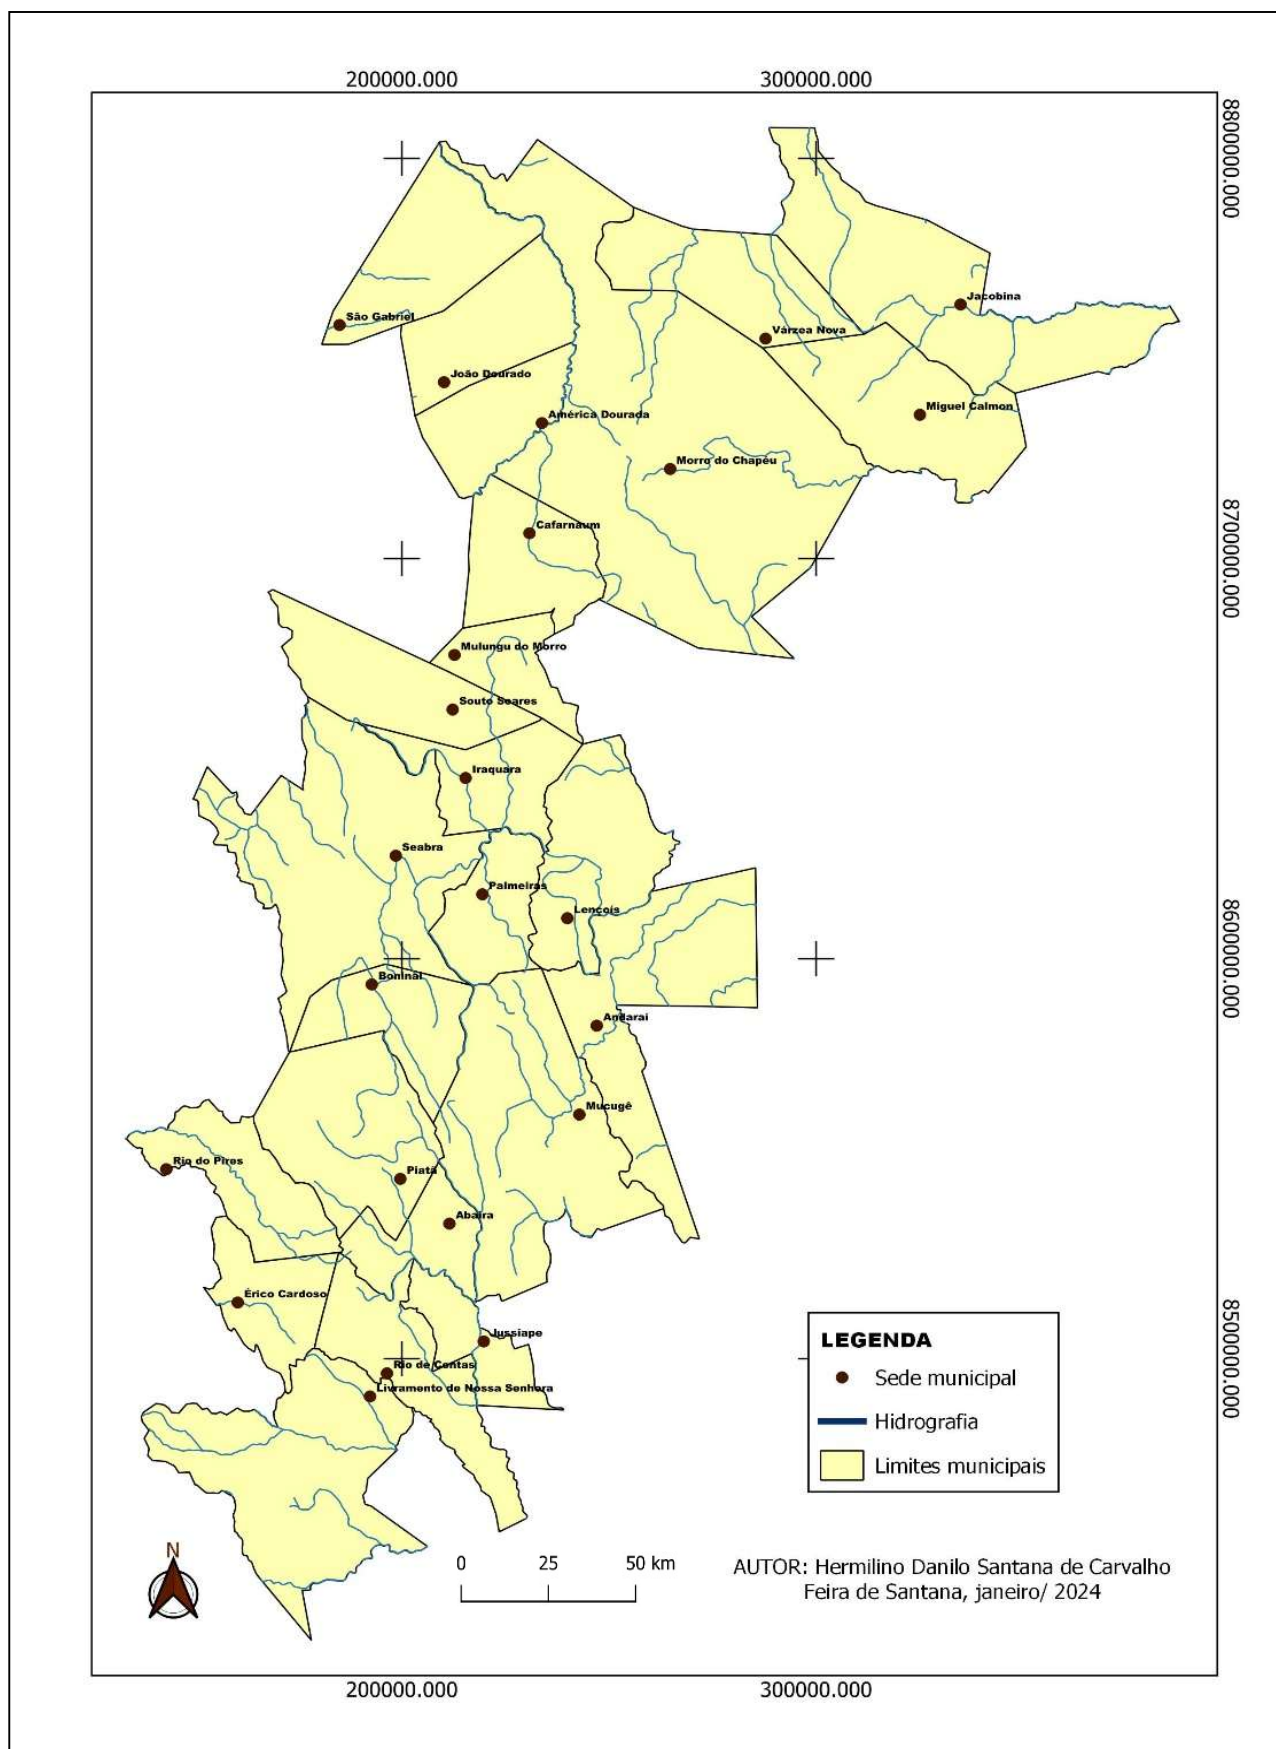 200000.000
300000.000
8800000.000
Jacobina
São Gabriel
Várzea Nova
João Dourado
Miguel Calmon
América Dourada
Morro do Chapéu
Cafarnaum
8700000.000
Mulungu do Morro
Souto Soares
Iraquara
Seabra
Palmeiras
Lençois
8600000.000
Boninal
Andaraí
Mucugê
Rio do Pires
Piatã
Abaíra
Érico Cardoso
Jussiape
8500000.000
Rio de Contas
Livramento de Nossa Senhora
LEGENDA
Sede municipal
Hidrografia
Limites municipais
N
0 25 50 km
AUTOR: Hermilino Danilo Santana de Carvalho
Feira de Santana, janeiro/ 2024
200000.000
300000.000